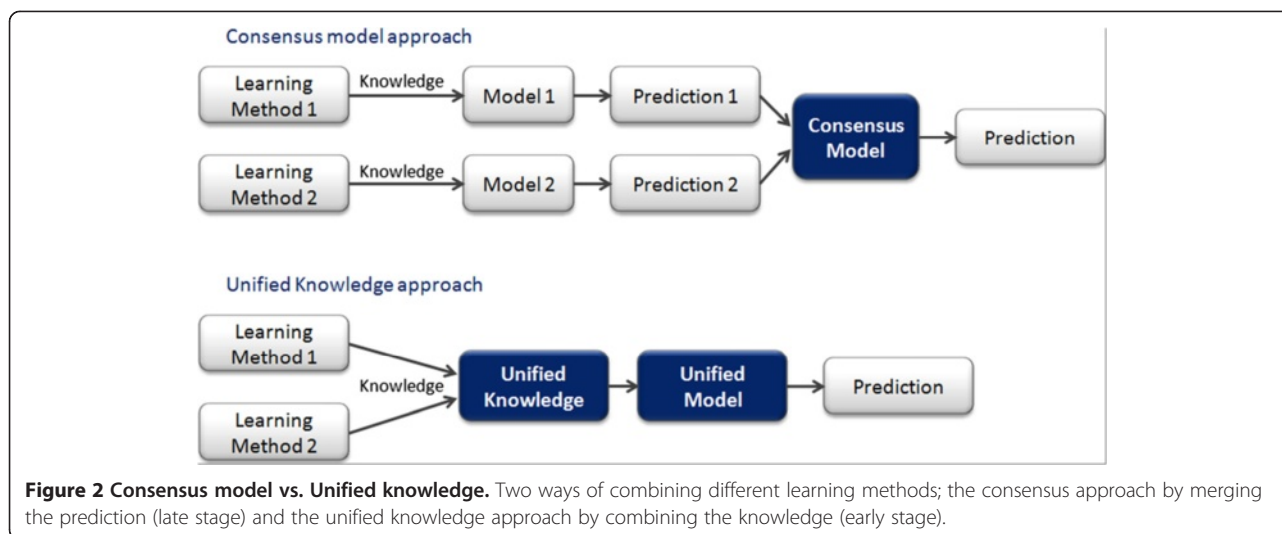 Consensus model approach
Learning
Method 1
Knowledge
Model 1
Prediction 1
Learning
Method 2
Knowledge
Model 2
Prediction 2
Consensus
Model
Prediction
Unified Knowledge approach
Learning
Method 1
Learning
Method 2
Knowledge
Unified
Knowledge
Unified
Model
Prediction
Figure 2 Consensus model vs. Unified knowledge. Two ways of combining different learning methods; the consensus approach by merging
the prediction (late stage) and the unified knowledge approach by combining the knowledge (early stage).